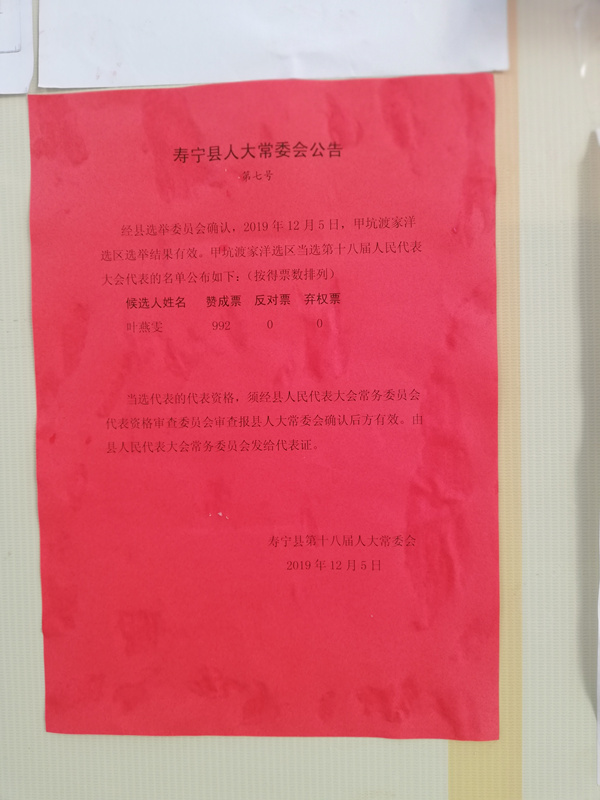 寿宁县人大常委会公告
第七号
经县选举委员会确认，2019年12月5日，甲坑渡家洋
选区选举结果有效。甲坑渡家洋选区当选第十八届人民代表
大会代表的名单公布如下：（按得票数排列）
候选人姓名 赞成票 反对票 弃权票
叶燕雯 992 0 0
当选代表的代表资格，须经县人民代表大会常务委员会
代表资格审查委员会审查报县人大常委会确认后方有效。由
县人民代表大会常务委员会发给代表证。
寿宁县第十八届人大常委会
2019年12月5日